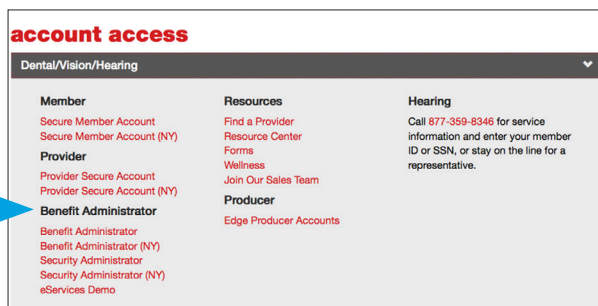 account access
Dental/Vision/Hearing
Member
Secure Member Account
Secure Member Account (NY)
Provider
Provider Secure Account
Provider Secure Account (NY)
Benefit Administrator
Benefit Administrator
Benefit Administrator (NY)
Security Administrator
Security Administrator (NY)
eServices Demo
Resources
Find a Provider
Resource Center
Forms
Wellness
Join Our Sales Team
Producer
Edge Producer Accounts
Hearing
Call 877-359-8346 for service
information and enter your member
ID or SSN, or stay on the line for a
representative.